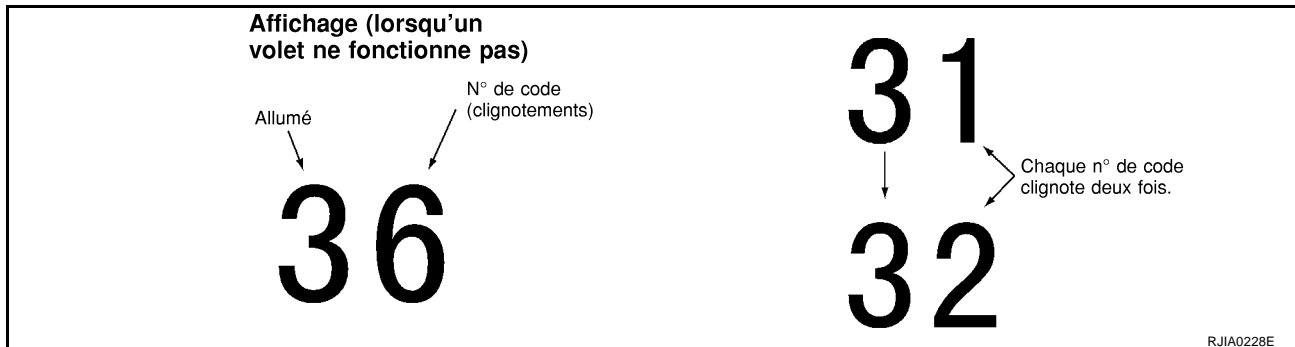 Affichage (lorsqu'un
volet ne fonctionne pas)
N° de code
(clignotements)
Allumé
36
31
Chaque n° de code
clignote deux fois.
32
RJIA0228E